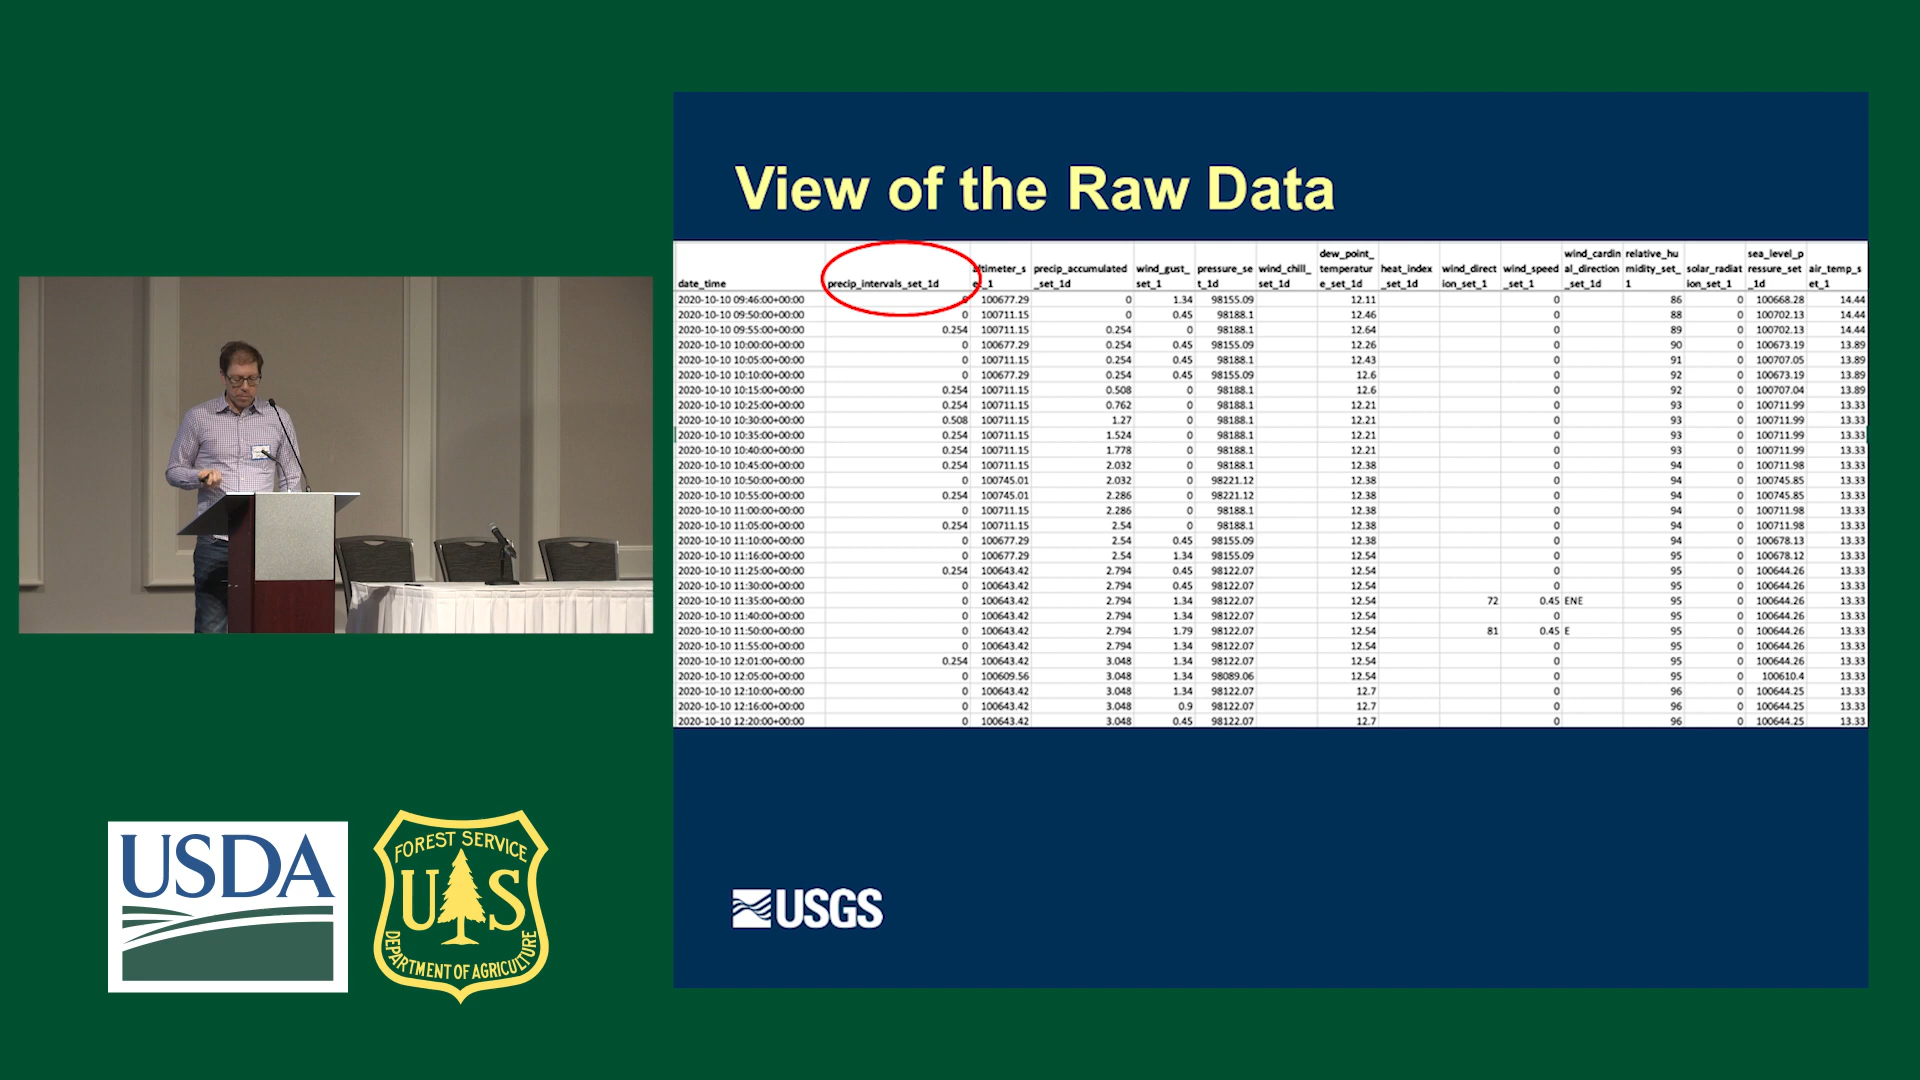 View of the Raw Data
date_time precip_intervals_set_1d altimeter_set_1 precip_accumulated_set_1d wind_gust_set_1 pressure_set_1d wind_chill_set_1d dew_point_temperature_set_1d heat_index_set_1d wind_direction_set_1 wind_speed_set_1 wind_cardinal_direction_set_1d relative_humidity_set_1 solar_radiation_set_1 sea_level_pressure_set_1d air_temp_set_1
2020-10-10 09:46:00+00:00 0 100677.29 0 1.34 98155.09 12.11 0 86 0 100668.28 14.44
2020-10-10 09:50:00+00:00 0 100711.15 0 0.45 98188.1 12.46 0 88 0 100702.13 14.44
2020-10-10 09:55:00+00:00 0.254 100711.15 0.254 0 98188.1 12.64 0 89 0 100702.13 14.44
2020-10-10 10:00:00+00:00 0 100677.29 0.254 0.45 98155.09 12.26 0 90 0 100673.19 13.89
2020-10-10 10:05:00+00:00 0 100711.15 0.254 0.45 98188.1 12.43 0 91 0 100707.05 13.89
2020-10-10 10:10:00+00:00 0 100677.29 0.254 0.45 98155.09 12.6 0 92 0 100673.19 13.89
2020-10-10 10:15:00+00:00 0.254 100711.15 0.508 0 98188.1 12.6 0 92 0 100707.04 13.89
2020-10-10 10:25:00+00:00 0.254 100711.15 0.762 0 98188.1 12.21 0 93 0 100711.99 13.33
2020-10-10 10:30:00+00:00 0.508 100711.15 1.27 0 98188.1 12.21 0 93 0 100711.99 13.33
2020-10-10 10:35:00+00:00 0.254 100711.15 1.524 0 98188.1 12.21 0 93 0 100711.99 13.33
2020-10-10 10:40:00+00:00 0.254 100711.15 1.778 0 98188.1 12.21 0 93 0 100711.99 13.33
2020-10-10 10:45:00+00:00 0.254 100711.15 2.032 0 98188.1 12.38 0 94 0 100711.98 13.33
2020-10-10 10:50:00+00:00 0 100745.01 2.032 0 98221.12 12.38 0 94 0 100745.85 13.33
2020-10-10 10:55:00+00:00 0.254 100745.01 2.286 0 98221.12 12.38 0 94 0 100745.85 13.33
2020-10-10 11:00:00+00:00 0 100711.15 2.286 0 98188.1 12.38 0 94 0 100711.98 13.33
2020-10-10 11:05:00+00:00 0.254 100711.15 2.54 0 98188.1 12.38 0 94 0 100711.98 13.33
2020-10-10 11:10:00+00:00 0 100677.29 2.54 0.45 98155.09 12.38 0 94 0 100678.13 13.33
2020-10-10 11:16:00+00:00 0 100677.29 2.54 1.34 98155.09 12.54 0 95 0 100678.12 13.33
2020-10-10 11:25:00+00:00 0.254 100643.42 2.794 0.45 98122.07 12.54 0 95 0 100644.26 13.33
2020-10-10 11:30:00+00:00 0 100643.42 2.794 0.45 98122.07 12.54 0 95 0 100644.26 13.33
2020-10-10 11:35:00+00:00 0 100643.42 2.794 1.34 98122.07 12.54 72 0.45 ENE 95 0 100644.26 13.33
2020-10-10 11:40:00+00:00 0 100643.42 2.794 1.34 98122.07 12.54 0 95 0 100644.26 13.33
2020-10-10 11:50:00+00:00 0 100643.42 2.794 1.79 98122.07 12.54 81 0.45 E 95 0 100644.26 13.33
2020-10-10 11:55:00+00:00 0 100643.42 2.794 1.34 98122.07 12.54 0 95 0 100644.26 13.33
2020-10-10 12:01:00+00:00 0.254 100643.42 3.048 1.34 98122.07 12.54 0 95 0 100644.26 13.33
2020-10-10 12:05:00+00:00 0 100609.56 3.048 1.34 98089.06 12.54 0 95 0 100610.4 13.33
2020-10-10 12:10:00+00:00 0 100643.42 3.048 1.34 98122.07 12.7 0 96 0 100644.25 13.33
2020-10-10 12:16:00+00:00 0 100643.42 3.048 0.9 98122.07 12.7 0 96 0 100644.25 13.33
2020-10-10 12:20:00+00:00 0 100643.42 3.048 0.45 98122.07 12.7 0 96 0 100644.25 13.33
USDA
FOREST SERVICE
U S
DEPARTMENT OF AGRICULTURE
USGS